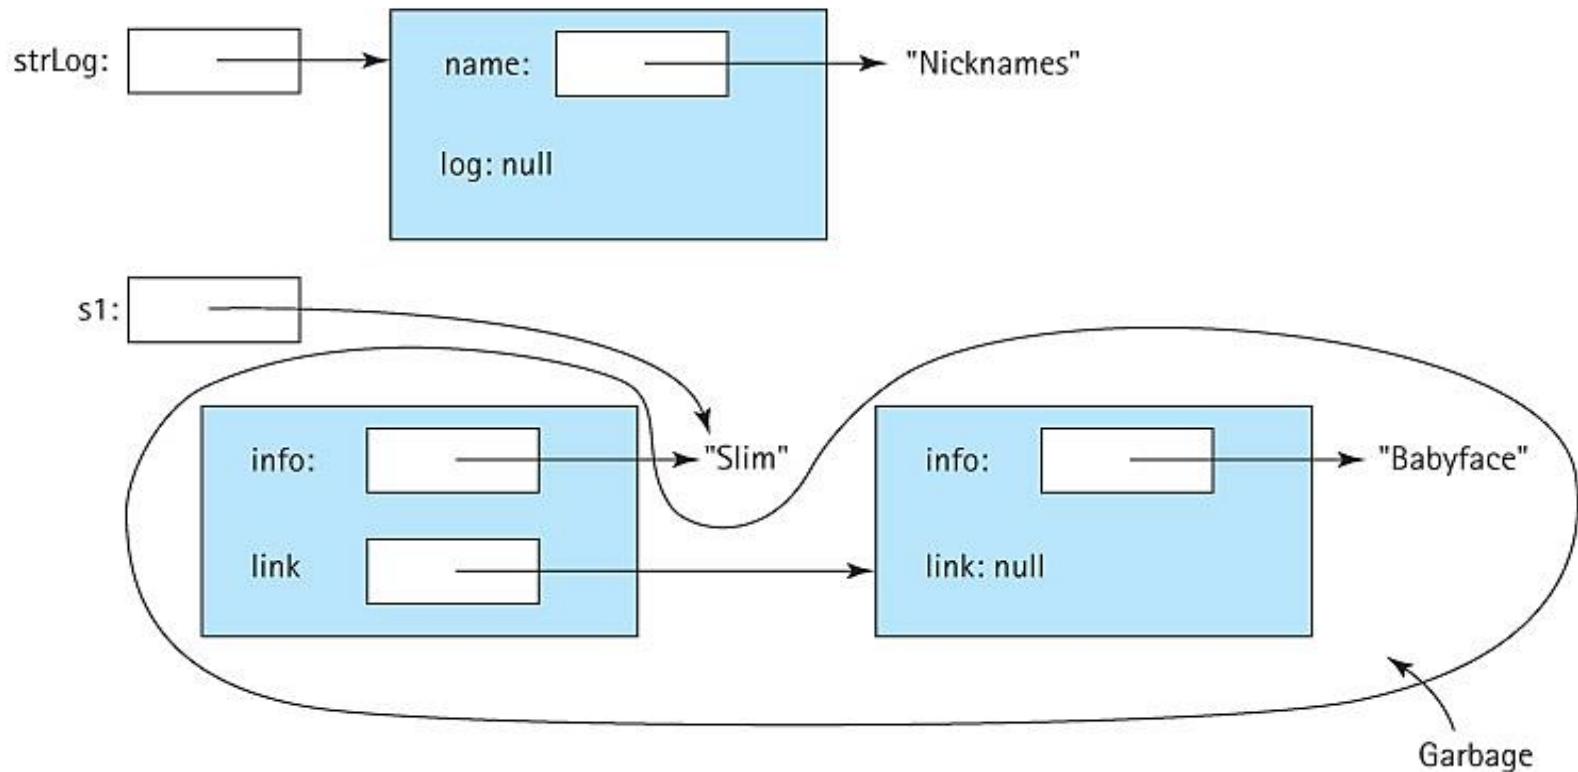 strLog:
name:
"Nicknames"
log: null
s1:
info:
"Slim"
info:
"Babyface"
link
link: null
Garbage